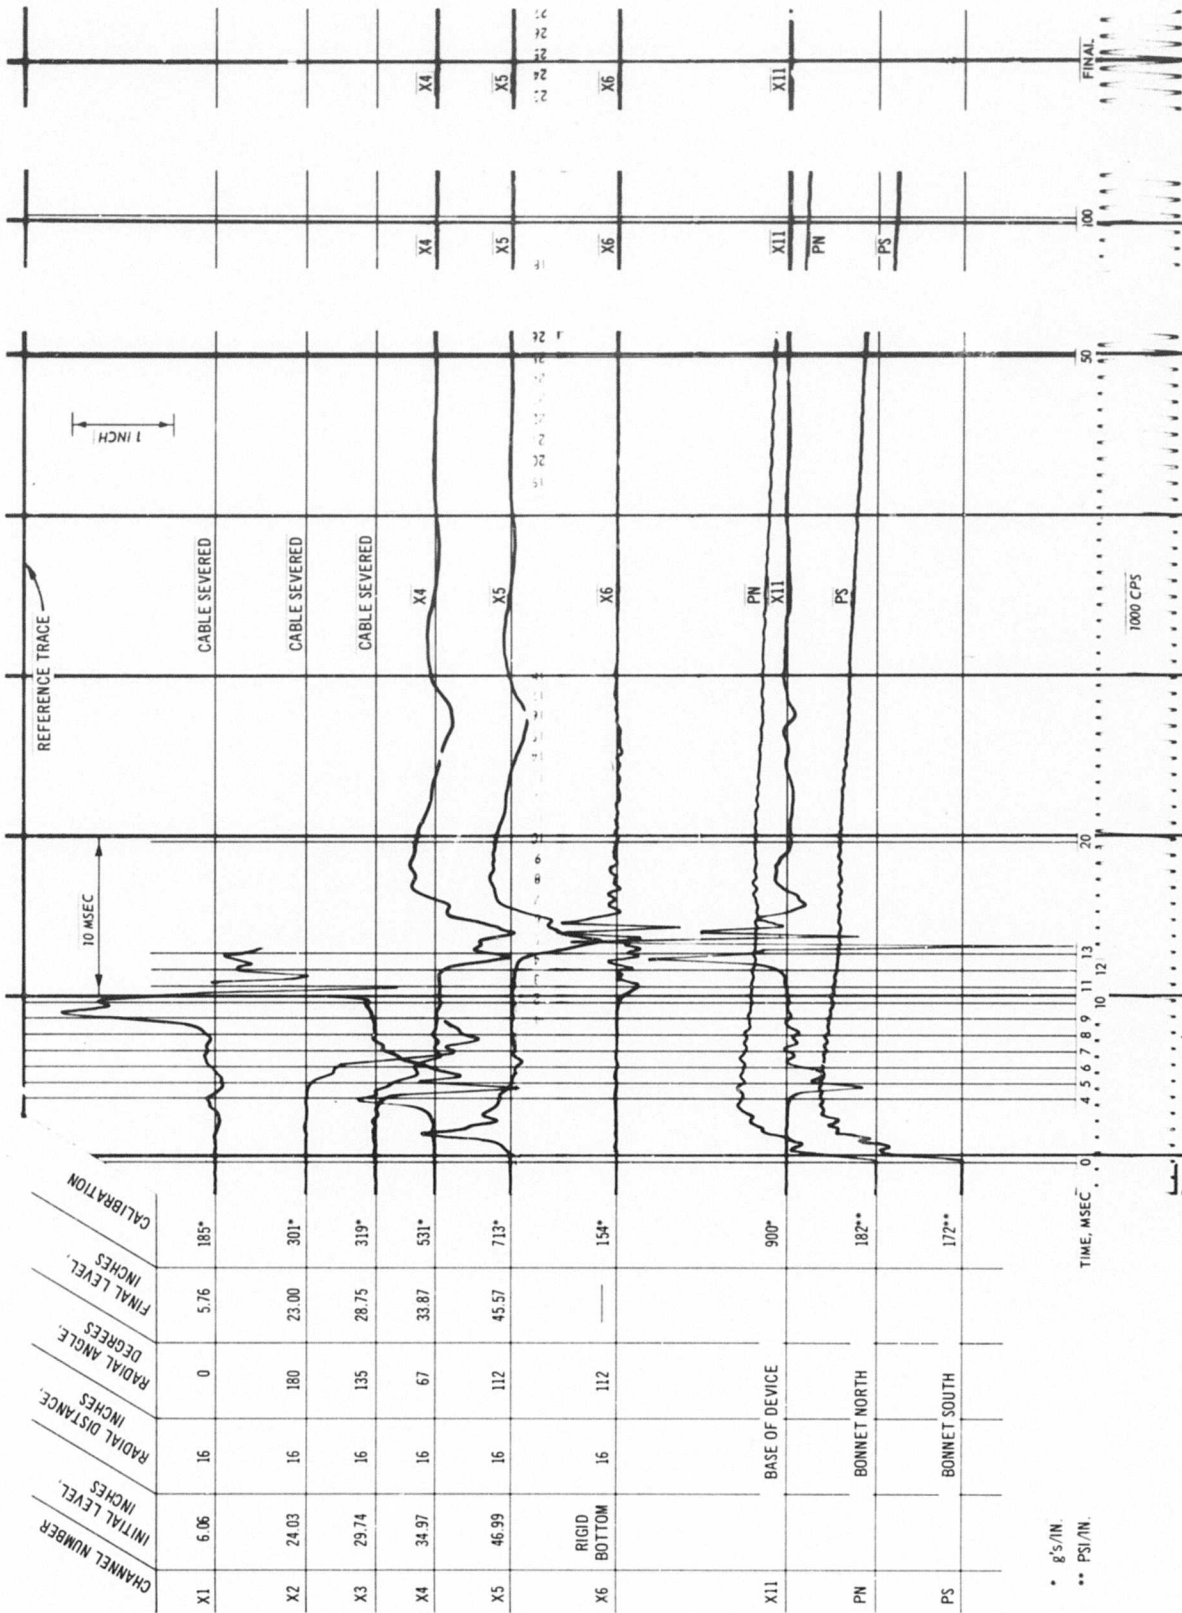 CHANNEL NUMBER
INITIAL LEVEL, INCHES
RADIAL DISTANCE, INCHES
RADIAL ANGLE, DEGREES
FINAL LEVEL, INCHES
CALIBRATION
X1 6.06 16 0 5.76 185*
X2 24.03 16 180 23.00 301*
X3 29.74 16 135 28.75 319*
X4 34.97 16 67 33.87 531*
X5 46.99 16 112 45.57 713*
X6 RIGID BOTTOM 16 112 — 154*
X11 BASE OF DEVICE 900*
PN BONNET NORTH 182**
PS BONNET SOUTH 172**
* g's/IN.
** PSI/IN.
REFERENCE TRACE
1 INCH
10 MSEC
CABLE SEVERED
CABLE SEVERED
CABLE SEVERED
X4 X4 X4
X5 X5 X5
X6 X6 X6
PN
X11 X11 X11
PN
PS PS
TIME, MSEC 0 4 5 6 7 8 9 10 11 12 13 20 50 100 FINAL
1000 CPS